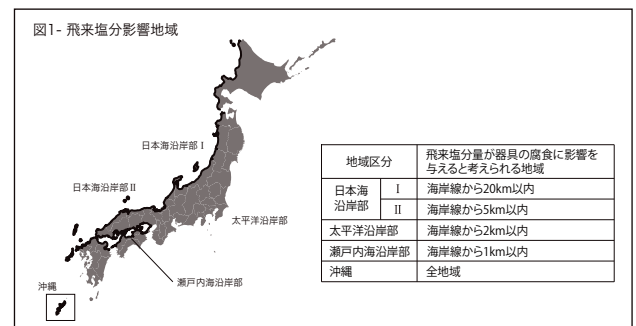 図1- 飛来塩分影響地域
日本海沿岸部 I
日本海沿岸部 II
太平洋沿岸部
瀬戸内海沿岸部
沖縄
地域区分
飛来塩分量が器具の腐食に影響を
与えると考えられる地域
日本海
沿岸部
I
海岸線から20km以内
II
海岸線から5km以内
太平洋沿岸部
海岸線から2km以内
瀬戸内海沿岸部
海岸線から1km以内
沖縄
全地域